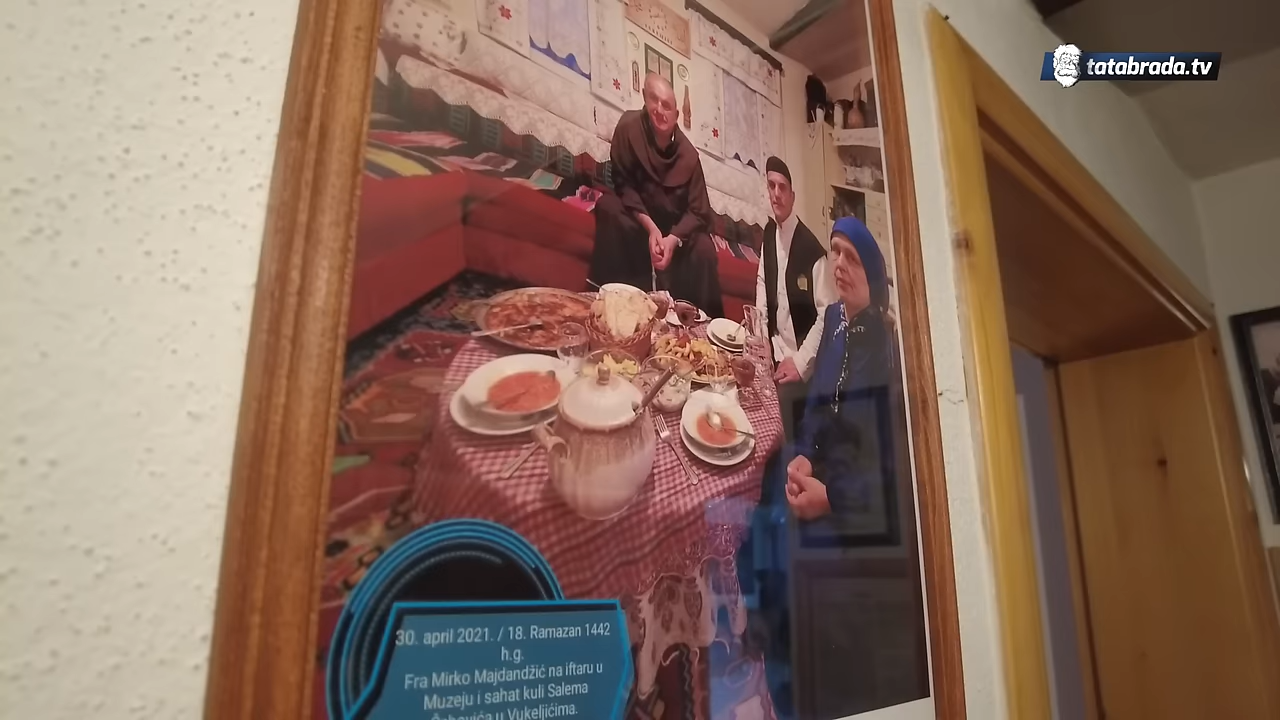 tatabrada.tv
30. april 2021. / 18. Ramazan 1442
h.g.
Fra Mirko Majdandžić na iftaru u
Muzeju i sahat kuli Salema
u Vukeljićima.